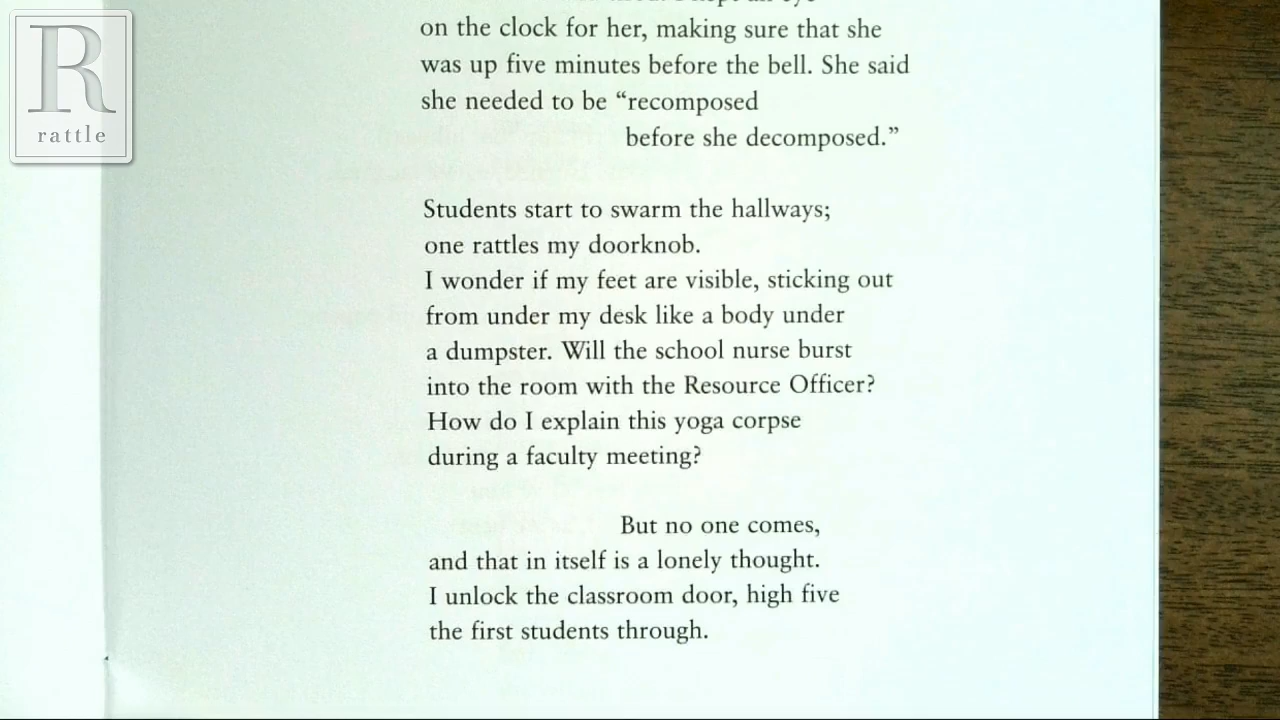 R
rattle
on the clock for her, making sure that she
was up five minutes before the bell. She said
she needed to be “recomposed
before she decomposed.”
Students start to swarm the hallways;
one rattles my doorknob.
I wonder if my feet are visible, sticking out
from under my desk like a body under
a dumpster. Will the school nurse burst
into the room with the Resource Officer?
How do I explain this yoga corpse
during a faculty meeting?
But no one comes,
and that in itself is a lonely thought.
I unlock the classroom door, high five
the first students through.